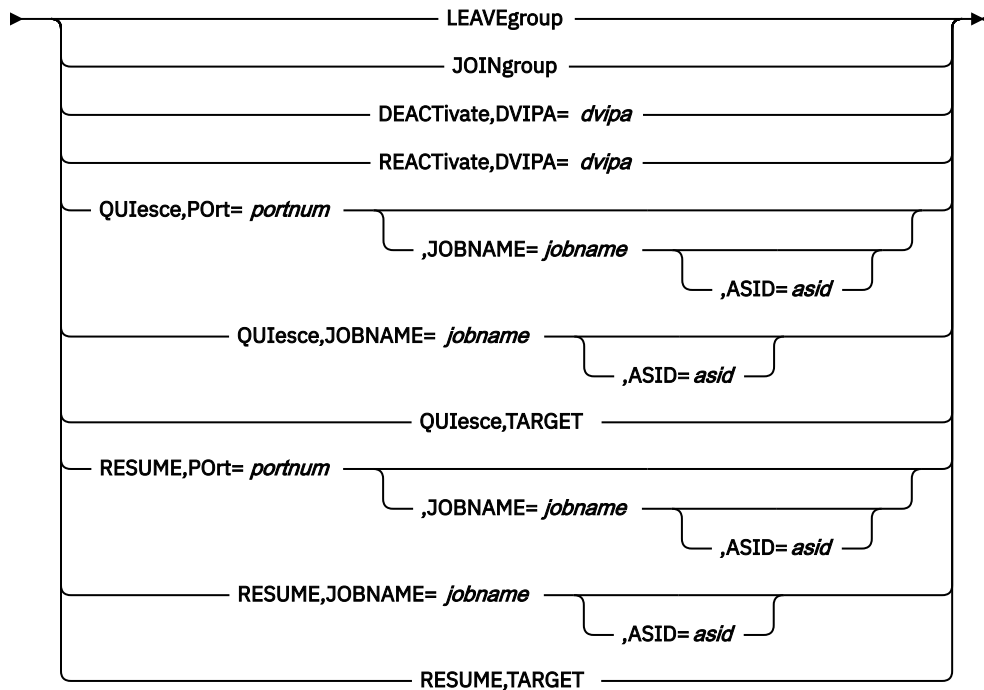 LEAVEgroup
JOINgroup
DEACTivate,DVIPA= dvipa
REACTivate,DVIPA= dvipa
QUIesce,POrt= portnum
,JOBNAME= jobname
,ASID= asid
QUIesce,JOBNAME= jobname
,ASID= asid
QUIesce,TARGET
RESUME,POrt= portnum
,JOBNAME= jobname
,ASID= asid
RESUME,JOBNAME= jobname
,ASID= asid
RESUME,TARGET